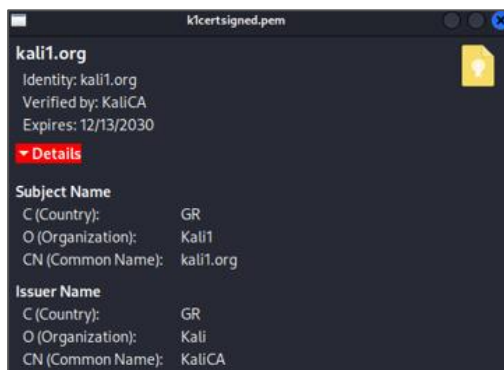 k1certsigned.pem
kali1.org
Identity: kali1.org
Verified by: KaliCA
Expires: 12/13/2030
Details
Subject Name
C (Country): GR
O (Organization): Kali1
CN (Common Name): kali1.org
Issuer Name
C (Country): GR
O (Organization): Kali
CN (Common Name): KaliCA